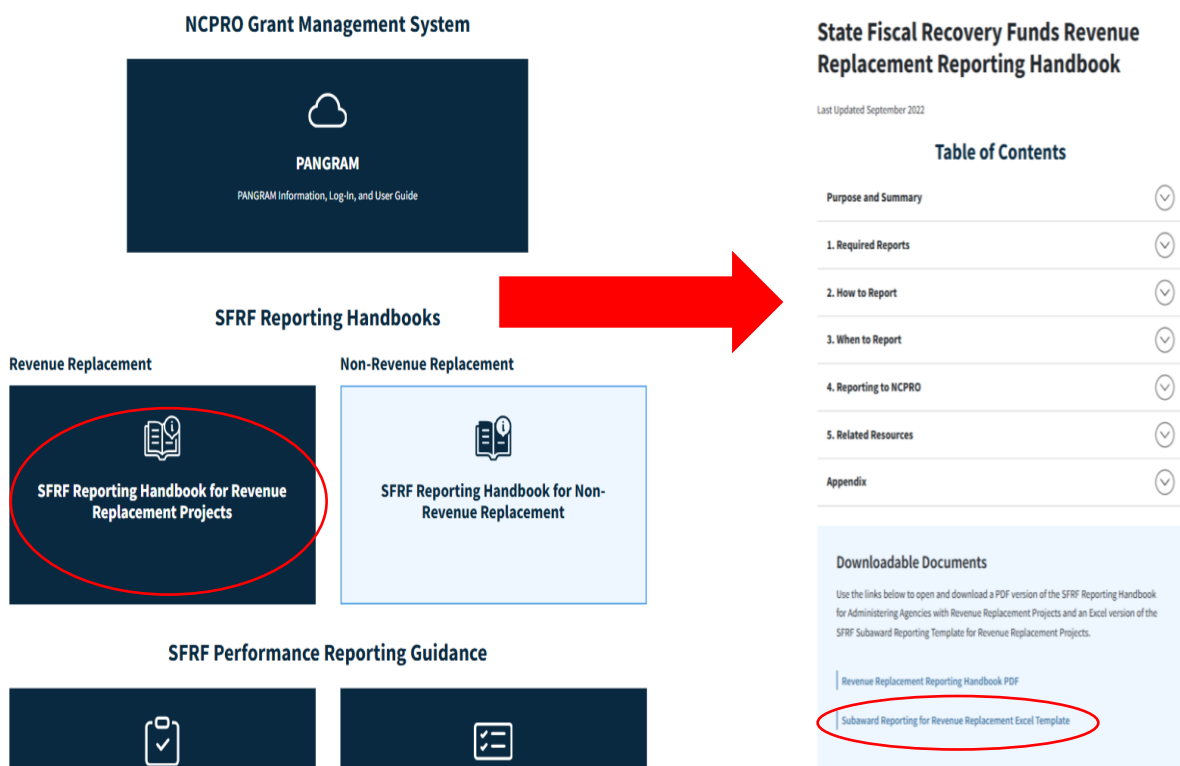 NCPRO Grant Management System
PANGRAM
PANGRAM Information, Log-In, and User Guide
SFRF Reporting Handbooks
Revenue Replacement
Non-Revenue Replacement
SFRF Reporting Handbook for Revenue
Replacement Projects
SFRF Reporting Handbook for Non-
Revenue Replacement
SFRF Performance Reporting Guidance
State Fiscal Recovery Funds Revenue
Replacement Reporting Handbook
Last Updated September 2022
Table of Contents
Purpose and Summary
1. Required Reports
2. How to Report
3. When to Report
4. Reporting to NCPRO
5. Related Resources
Appendix
Downloadable Documents
Use the links below to open and download a PDF version of the SFRF Reporting Handbook
for Administering Agencies with Revenue Replacement Projects and an Excel version of the
SFRF Subaward Reporting Template for Revenue Replacement Projects.
Revenue Replacement Reporting Handbook PDF
Subaward Reporting for Revenue Replacement Excel Template